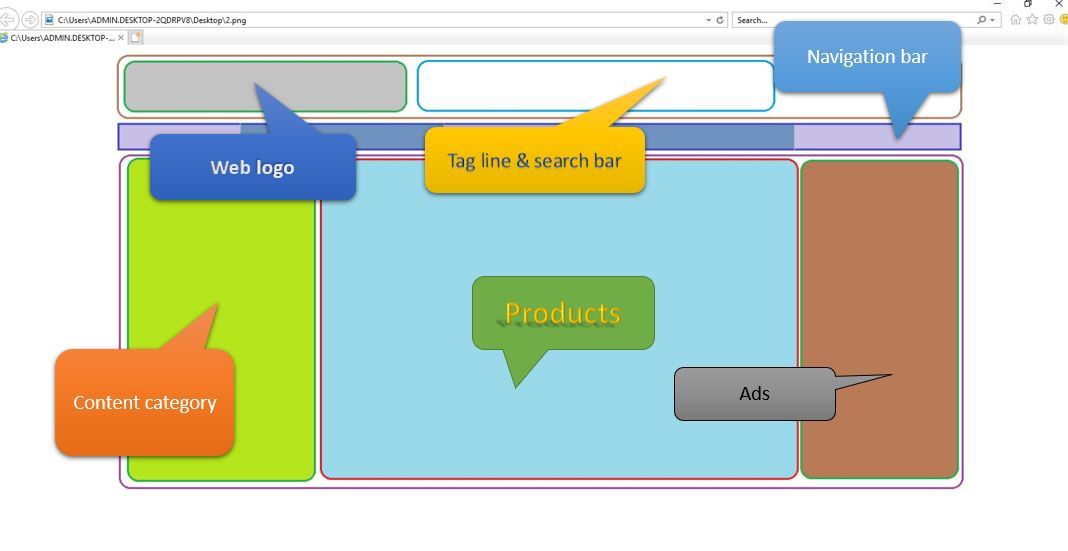 C:\Users\ADMIN.DESKTOP-2QDRPV8\Desktop\2.png
Search...
C:\Users\ADMIN.DESKTOP-...
Navigation bar
Web logo
Tag line & search bar
Products
Ads
Content category